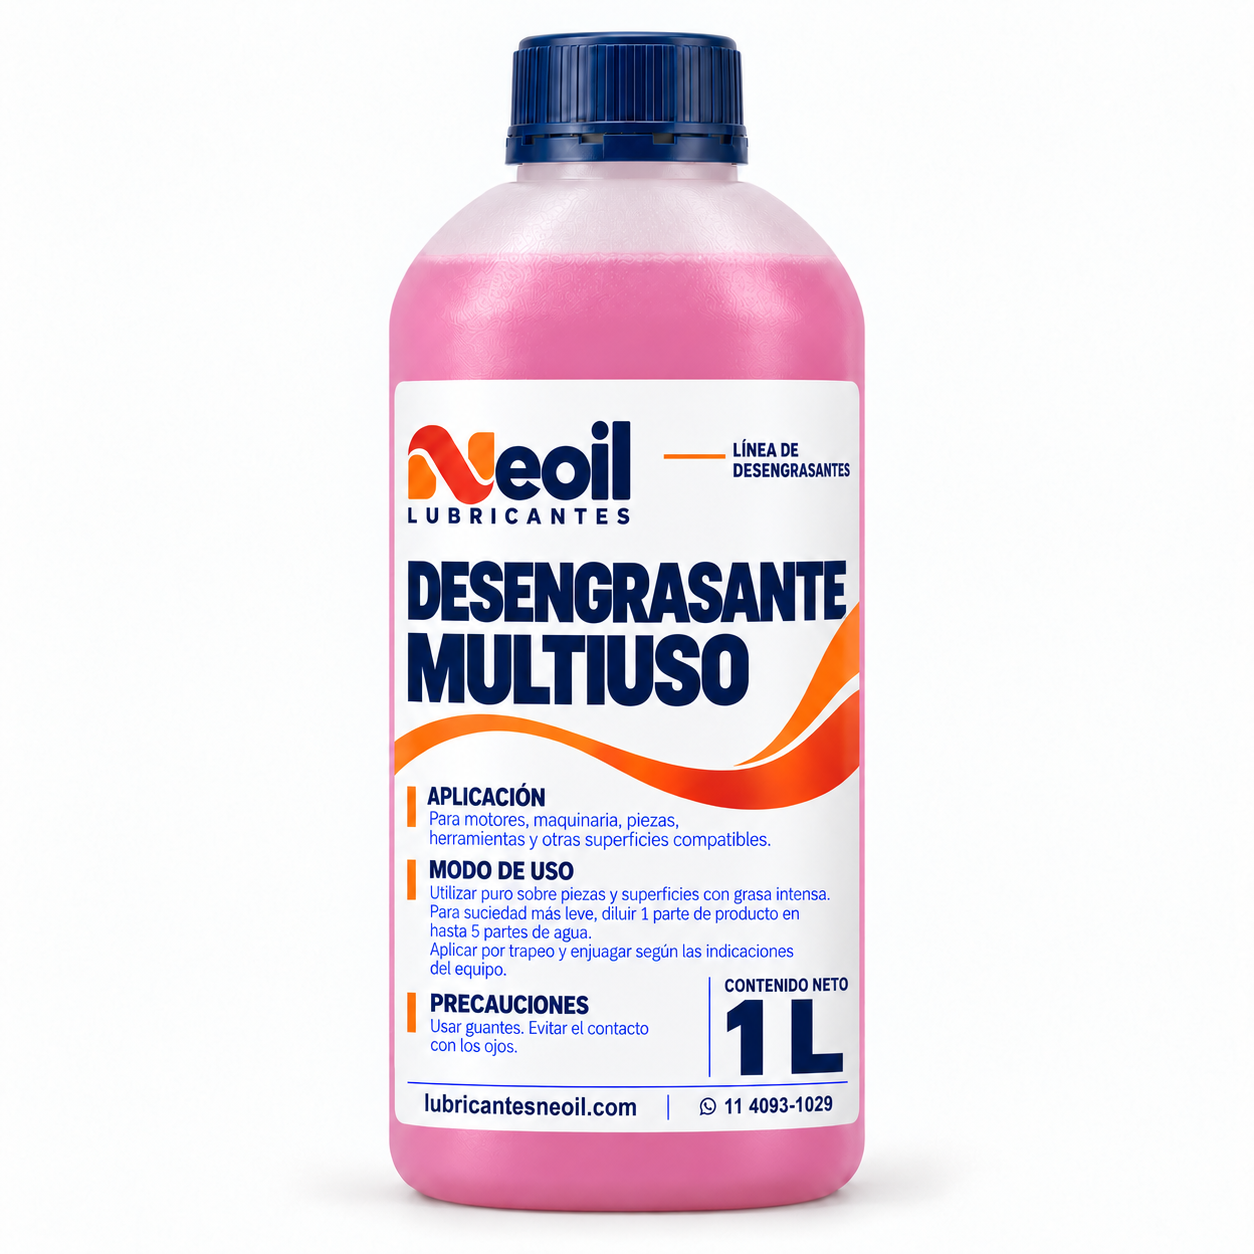 Neoil
LUBRICANTES
LÍNEA DE
DESENGRASANTES
DESENGRASANTE
MULTIUSO
APLICACIÓN
Para motores, maquinaria, piezas,
herramientas y otras superficies compatibles.
MODO DE USO
Utilizar puro sobre piezas y superficies con grasa intensa.
Para suciedad más leve, diluir 1 parte de producto en
hasta 5 partes de agua.
Aplicar por trapeo y enjuagar según las indicaciones
del equipo.
PRECAUCIONES
Usar guantes. Evitar el contacto
con los ojos.
CONTENIDO NETO
1 L
lubricantesneoil.com
11 4093-1029